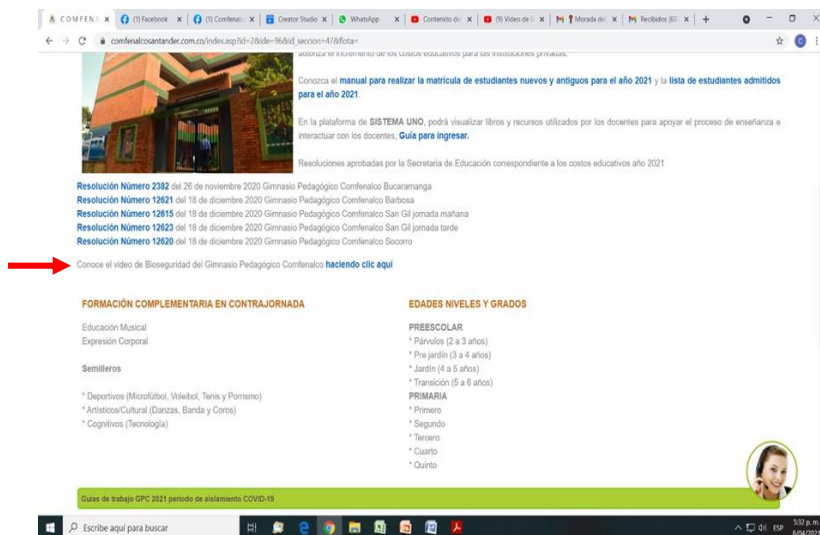 COMFENA
(1) Facebook
(1) Comfenalc
Creator Studio
WhatsApp
Contenido de
(9) Video de
Morada de
Recibidos
comfenalcosantander.com.co/index.asp?id=78&ide=96&id_seccion=47&flota=
autoriza el incremento de los costos educativos para las instituciones privadas.
Conozca el manual para realizar la matrícula de estudiantes nuevos y antiguos para el año 2021 y la lista de estudiantes admitidos
para el año 2021.
En la plataforma de SISTEMA UNO, podrá visualizar libros y recursos utilizados por los docentes para apoyar el proceso de enseñanza e
interactuar con los docentes, Guía para ingresar.
Resoluciones aprobadas por la Secretaria de Educación correspondiente a los costos educativos año 2021
Resolución Número 2382 del 26 de noviembre 2020 Gimnasio Pedagógico Comfenalco Bucaramanga
Resolución Número 12621 del 18 de diciembre 2020 Gimnasio Pedagógico Comfenalco Barbosa
Resolución Número 12615 del 18 de diciembre 2020 Gimnasio Pedagógico Comfenalco San Gil jornada mañana
Resolución Número 12623 del 18 de diciembre 2020 Gimnasio Pedagógico Comfenalco San Gil jornada tarde
Resolución Número 12620 del 18 de diciembre 2020 Gimnasio Pedagógico Comfenalco Socorro
Conoce el video de Bioseguridad del Gimnasio Pedagógico Comfenalco haciendo clic aquí
FORMACIÓN COMPLEMENTARIA EN CONTRAJORNADA
Educación Musical
Expresión Corporal
Semilleros
* Deportivos (Microfútbol, Voleibol, Tenis y Porrismo)
* Artísticos/Cultural (Danzas, Banda y Coros)
* Cognitivos (Tecnología)
EDADES NIVELES Y GRADOS
PREESCOLAR
* Párvulos (2 a 3 años)
* Pre jardín (3 a 4 años)
* Jardín (4 a 5 años)
* Transición (5 a 6 años)
PRIMARIA
* Primero
* Segundo
* Tercero
* Cuarto
* Quinto
Guías de trabajo GPC 2021 periodo de aislamiento COVID-19
Escribe aquí para buscar
ESP
5:32 p. m.
8/04/2021